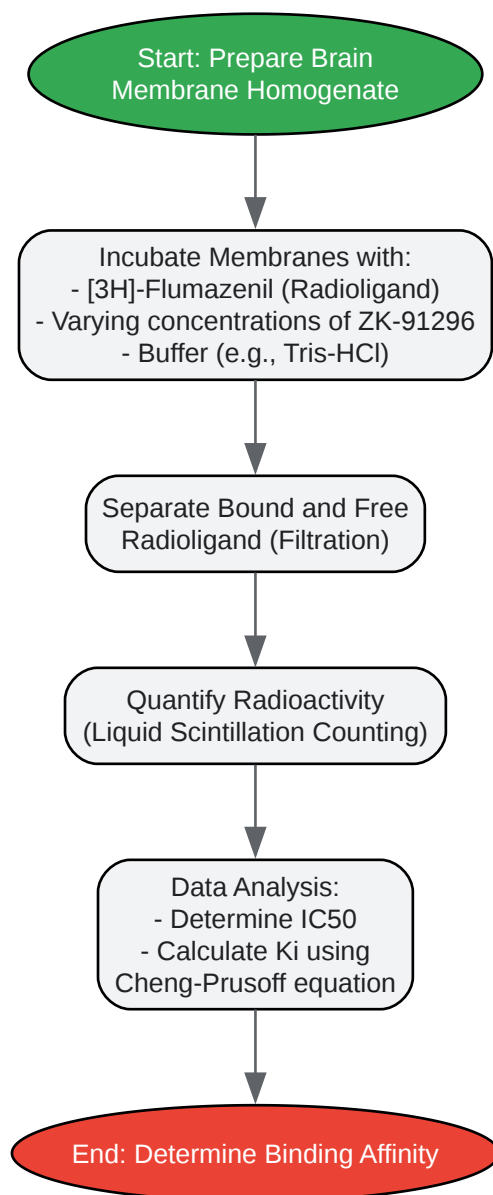 Start: Prepare Brain
Membrane Homogenate
Incubate Membranes with:
- [3H]-Flumazenil (Radioligand)
- Varying concentrations of ZK-91296
- Buffer (e.g., Tris-HCl)
Separate Bound and Free
Radioligand (Filtration)
Quantify Radioactivity
(Liquid Scintillation Counting)
Data Analysis:
- Determine IC50
- Calculate Ki using
Cheng-Prusoff equation
End: Determine Binding Affinity